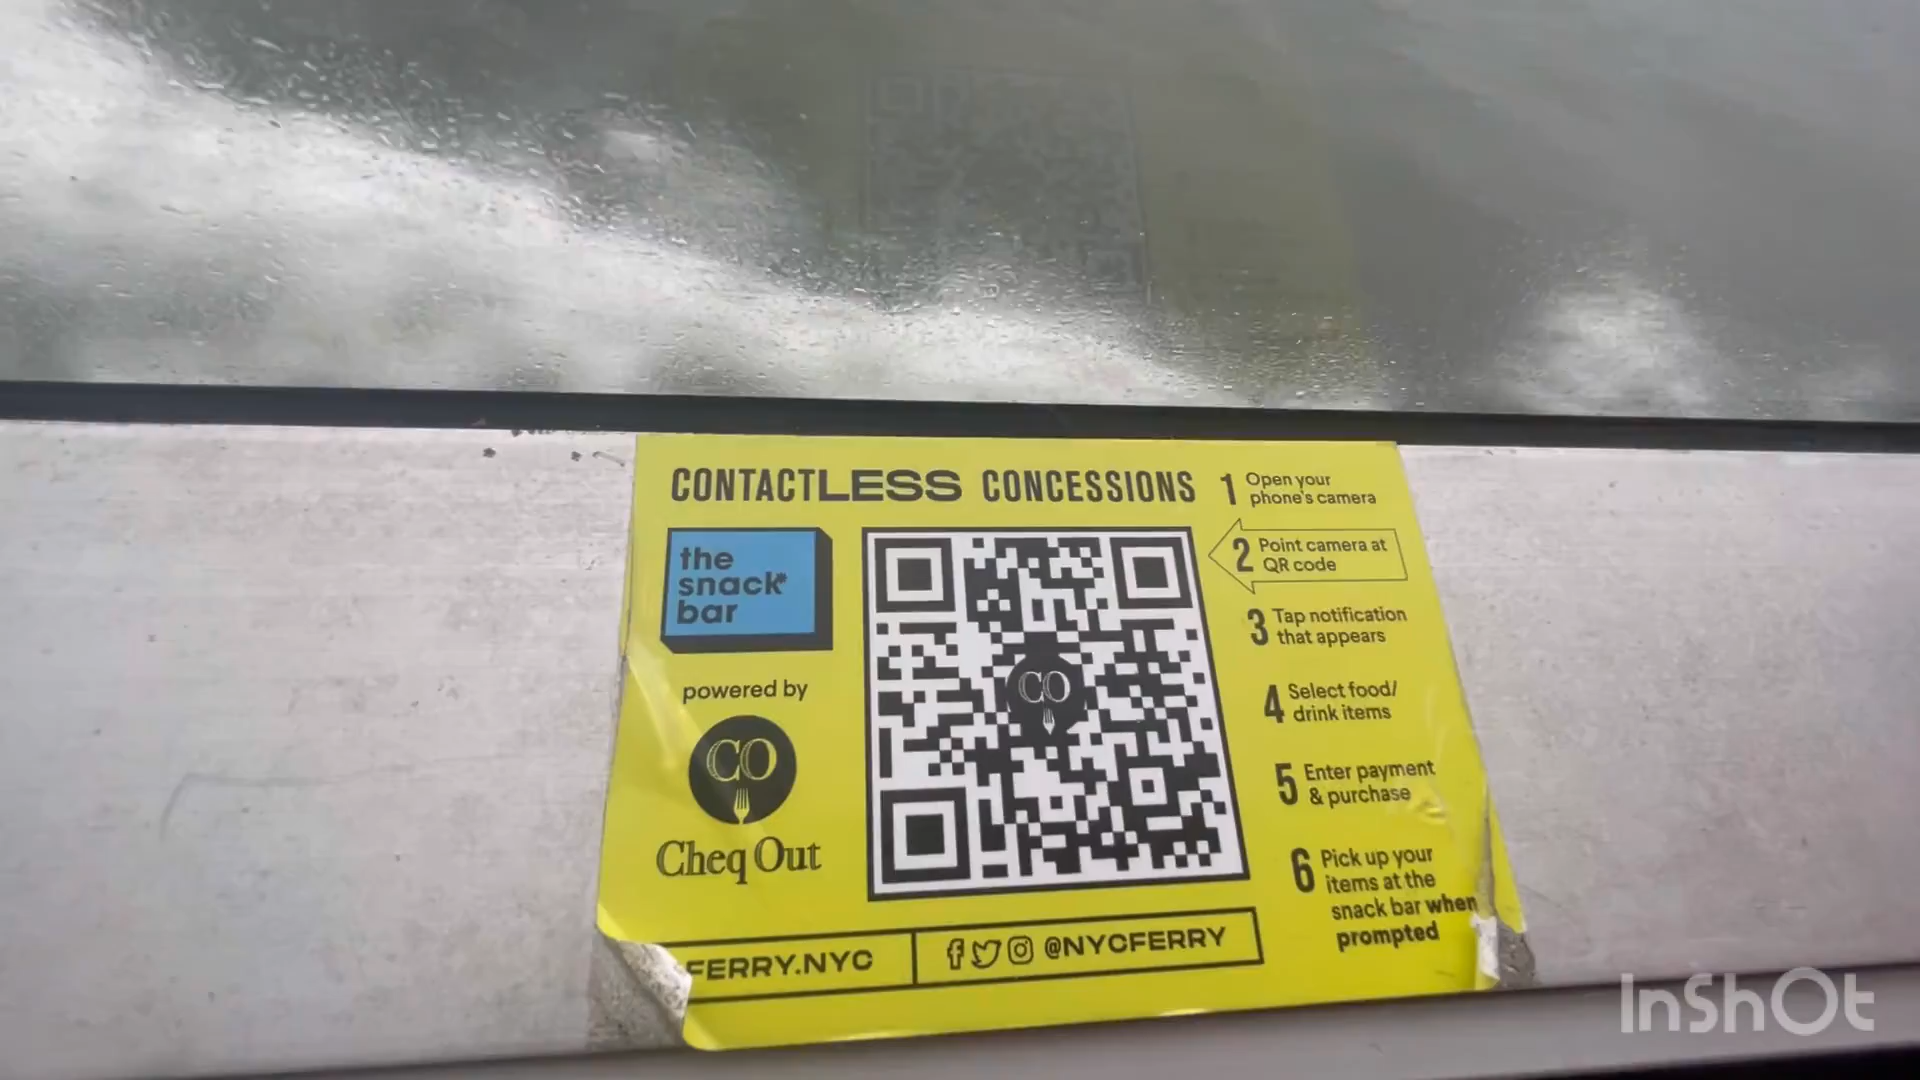 CONTACTLESS CONCESSIONS
the
snack*
bar
powered by
CO
Cheq Out
CO
1 Open your
phone's camera
2 Point camera at
QR code
3 Tap notification
that appears
4 Select food/
drink items
5 Enter payment
& purchase
6 Pick up your
items at the
snack bar when
prompted
FERRY.NYC
@NYCFERRY
InShOt